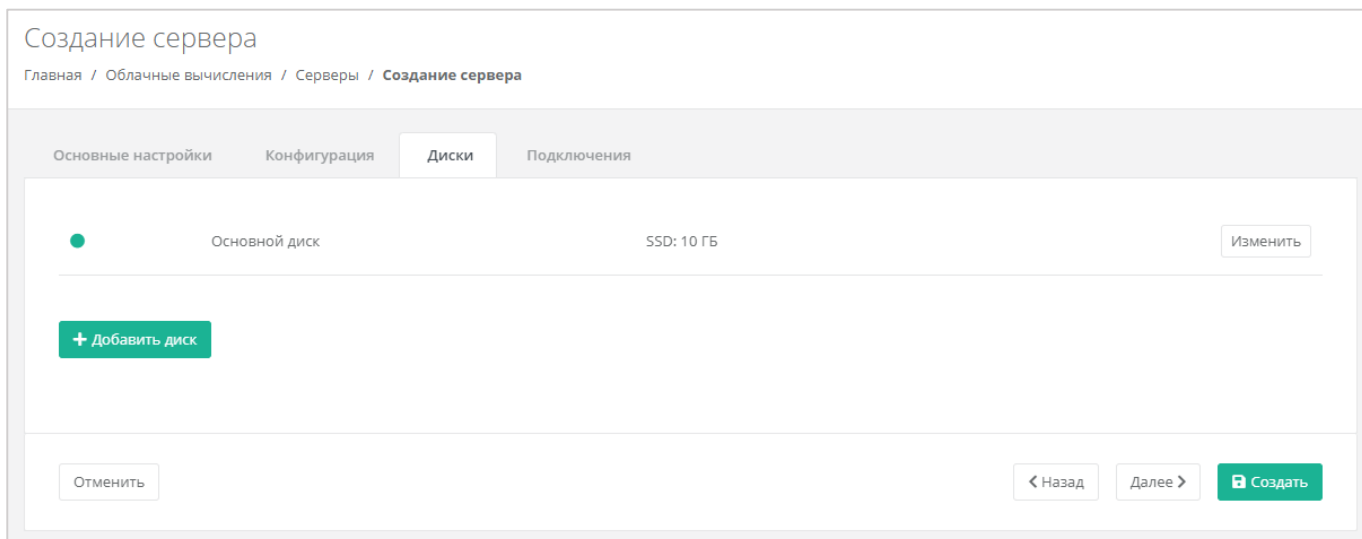 Создание сервера
Главная / Облачные вычисления / Серверы / Создание сервера
Основные настройки Конфигурация Диски Подключения
Основной диск SSD: 10 ГБ Изменить
Добавить диск
Отменить Назад Далее Создать